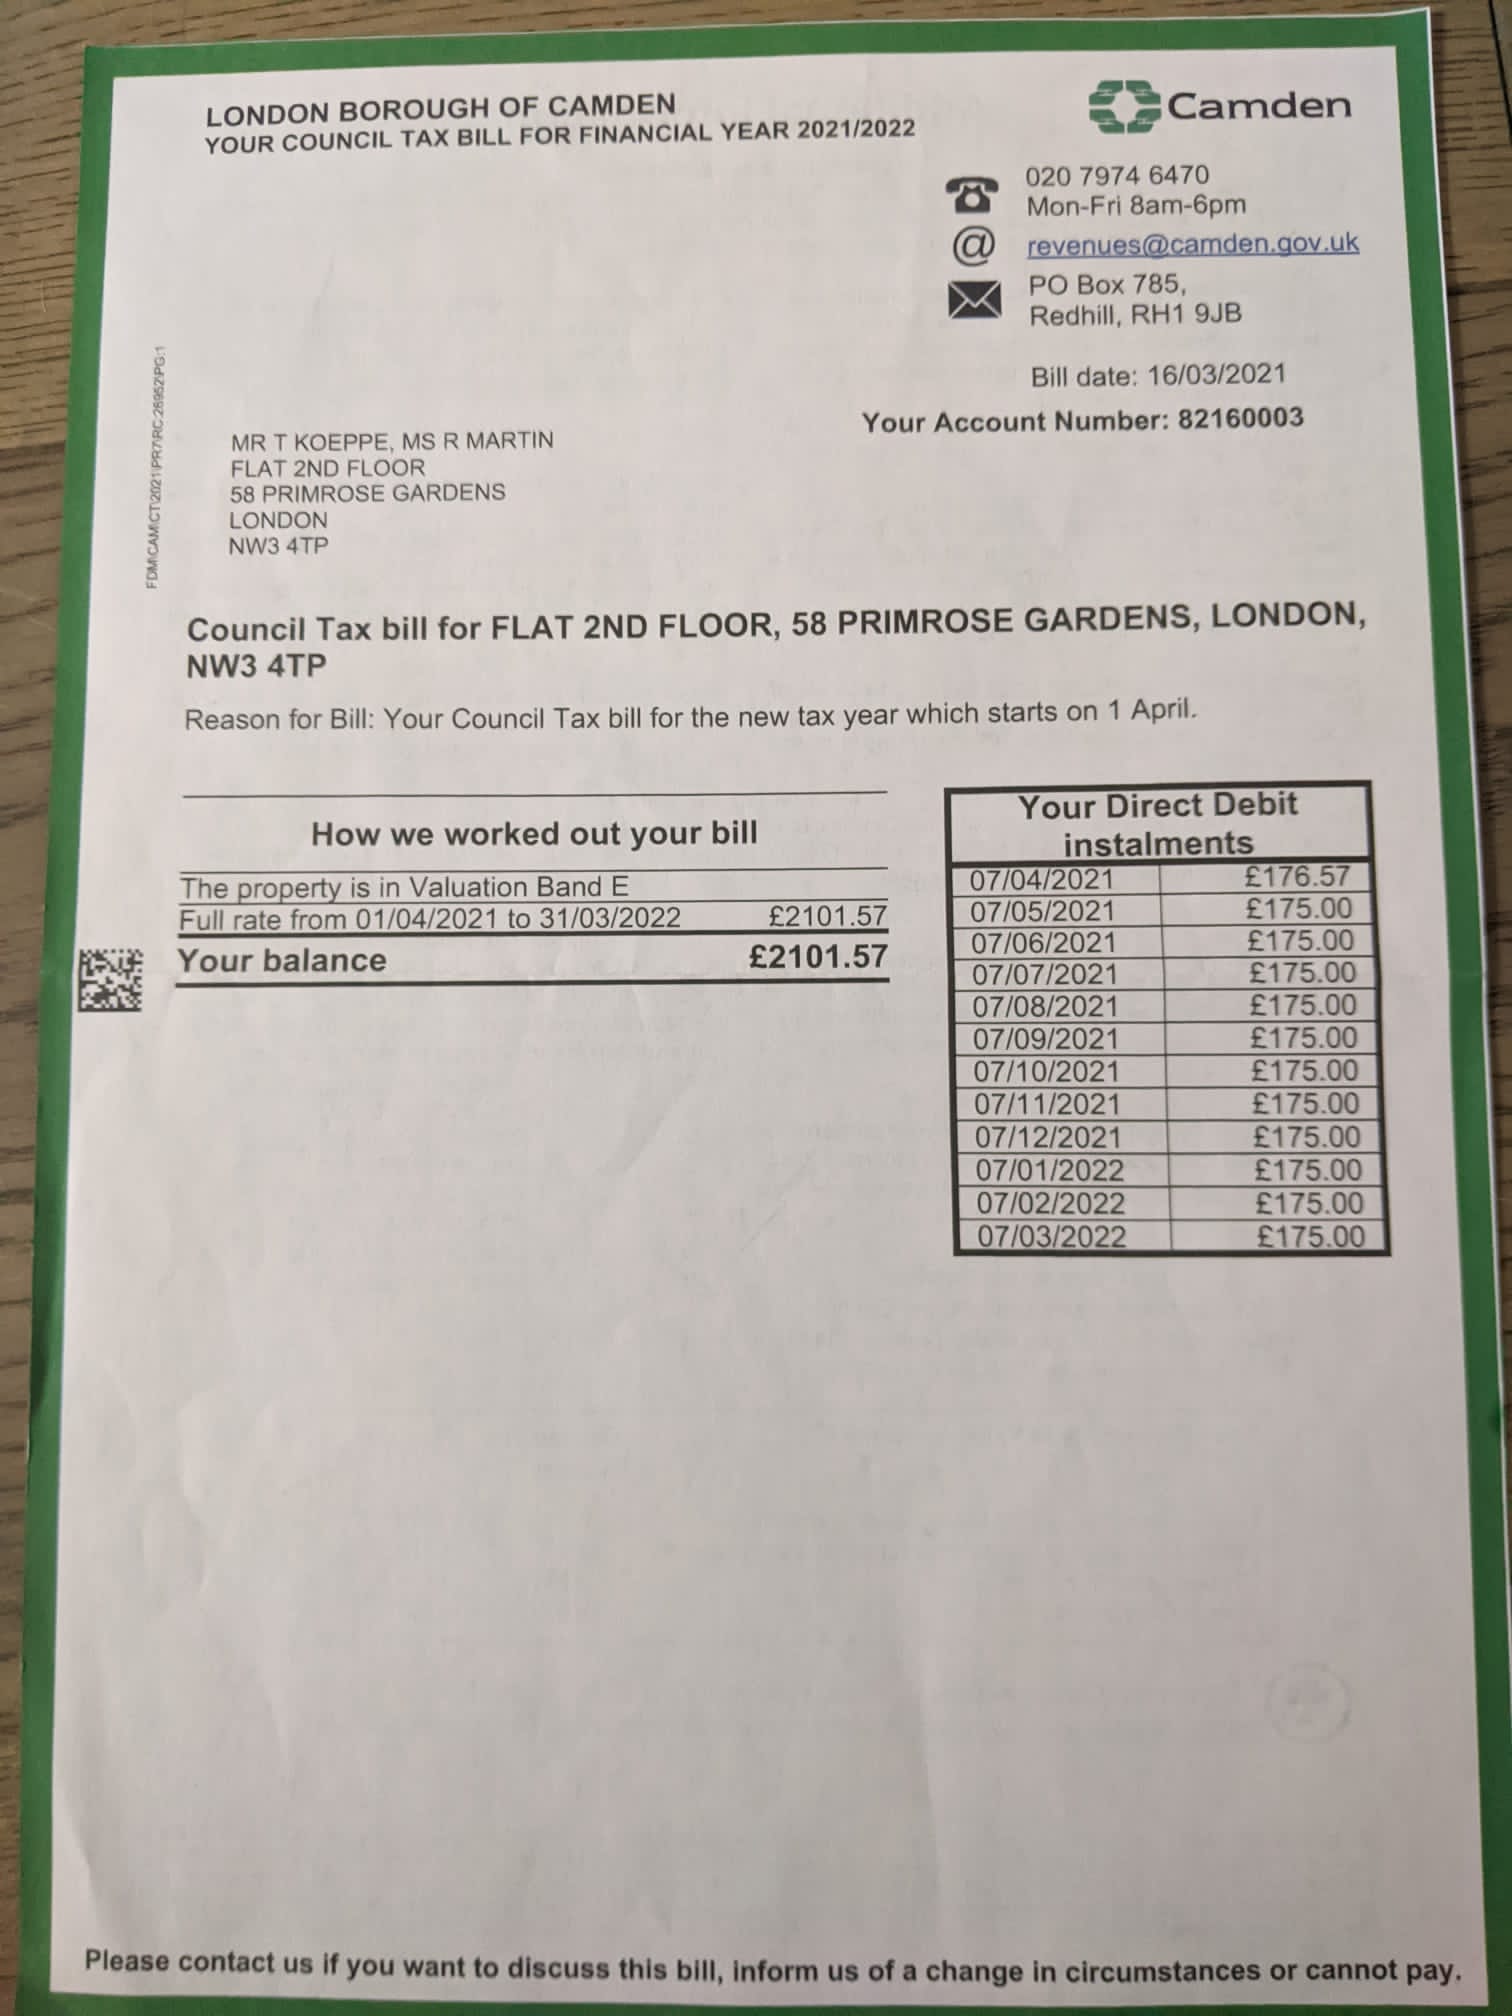 LONDON BOROUGH OF CAMDEN
YOUR COUNCIL TAX BILL FOR FINANCIAL YEAR 2021/2022
Camden
020 7974 6470
Mon-Fri 8am-6pm
@
revenues@camden.gov.uk
PO Box 785,
Redhill, RH1 9JB
Bill date: 16/03/2021
Your Account Number: 82160003
FDM\CAM\CT\2021\PR7\RC:26952\PG:1
MR T KOEPPE, MS R MARTIN
FLAT 2ND FLOOR
58 PRIMROSE GARDENS
LONDON
NW3 4TP
Council Tax bill for FLAT 2ND FLOOR, 58 PRIMROSE GARDENS, LONDON,
NW3 4TP
Reason for Bill: Your Council Tax bill for the new tax year which starts on 1 April.
How we worked out your bill
The property is in Valuation Band E
Full rate from 01/04/2021 to 31/03/2022 £2101.57
Your balance £2101.57
Your Direct Debit
instalments
07/04/2021 £176.57
07/05/2021 £175.00
07/06/2021 £175.00
07/07/2021 £175.00
07/08/2021 £175.00
07/09/2021 £175.00
07/10/2021 £175.00
07/11/2021 £175.00
07/12/2021 £175.00
07/01/2022 £175.00
07/02/2022 £175.00
07/03/2022 £175.00
Please contact us if you want to discuss this bill, inform us of a change in circumstances or cannot pay.